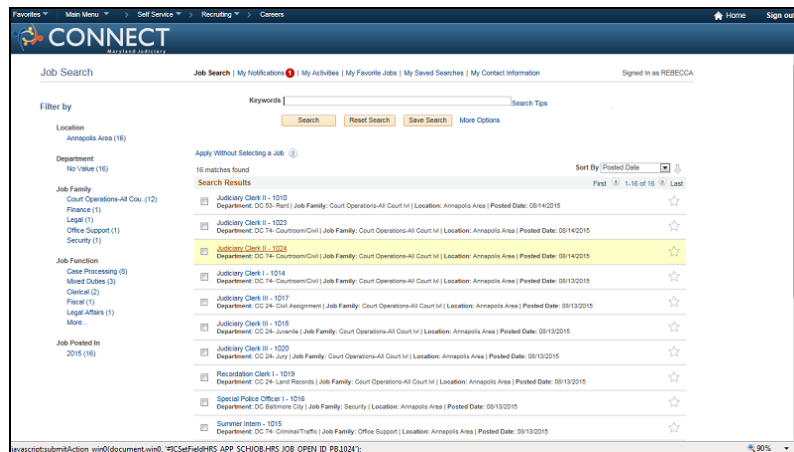 Favorites Main Menu > Self Service > Recruiting > Careers
Home Sign out
CONNECT
Maryland Judiciary
Job Search
Job Search | My Notifications 1 | My Activities | My Favorite Jobs | My Saved Searches | My Contact Information
Signed In as REBECCA
Filter by
Location
Annapolis Area (16)
Department
No Value (16)
Job Family
Court Operations-All Cou..(12)
Finance (1)
Legal (1)
Office Support (1)
Security (1)
Job Function
Case Processing (8)
Mixed Duties (3)
Clerical (2)
Fiscal (1)
Legal Affairs (1)
More...
Job Posted In
2015 (16)
Keywords
Search Tips
Search Reset Search Save Search More Options
Apply Without Selecting a Job
16 matches found
Sort By Posted Date
Search Results
First 1-16 of 16 Last
Judiciary Clerk II - 1010
Department: DC 53- Rent | Job Family: Court Operations-All Court lvl | Location: Annapolis Area | Posted Date: 08/14/2015
Judiciary Clerk II - 1023
Department: DC 74- Courtroom/Civil | Job Family: Court Operations-All Court lvl | Location: Annapolis Area | Posted Date: 08/14/2015
Judiciary Clerk II - 1024
Department: DC 74- Courtroom/Civil | Job Family: Court Operations-All Court lvl | Location: Annapolis Area | Posted Date: 08/14/2015
Judiciary Clerk I - 1014
Department: DC 74- Courtroom/Civil | Job Family: Court Operations-All Court lvl | Location: Annapolis Area | Posted Date: 08/13/2015
Judiciary Clerk III - 1017
Department: CC 24- Civil Assignment | Job Family: Court Operations-All Court lvl | Location: Annapolis Area | Posted Date: 08/13/2015
Judiciary Clerk III - 1018
Department: CC 24- Juvenile | Job Family: Court Operations-All Court lvl | Location: Annapolis Area | Posted Date: 08/13/2015
Judiciary Clerk III - 1020
Department: CC 24- Jury | Job Family: Court Operations-All Court lvl | Location: Annapolis Area | Posted Date: 08/13/2015
Recordation Clerk I - 1019
Department: CC 24- Land Records | Job Family: Court Operations-All Court lvl | Location: Annapolis Area | Posted Date: 08/13/2015
Special Police Officer I - 1016
Department: DC Baltimore City | Job Family: Security | Location: Annapolis Area | Posted Date: 08/13/2015
Summer Intern - 1015
Department: DC 74- Criminal/Traffic | Job Family: Office Support | Location: Annapolis Area | Posted Date: 08/13/2015
javascript:submitAction_win0(document.win0, '#ICSetFieldHRS_APP_SCHJOB.HRS_JOB_OPEN_ID_PB.1024');
90%